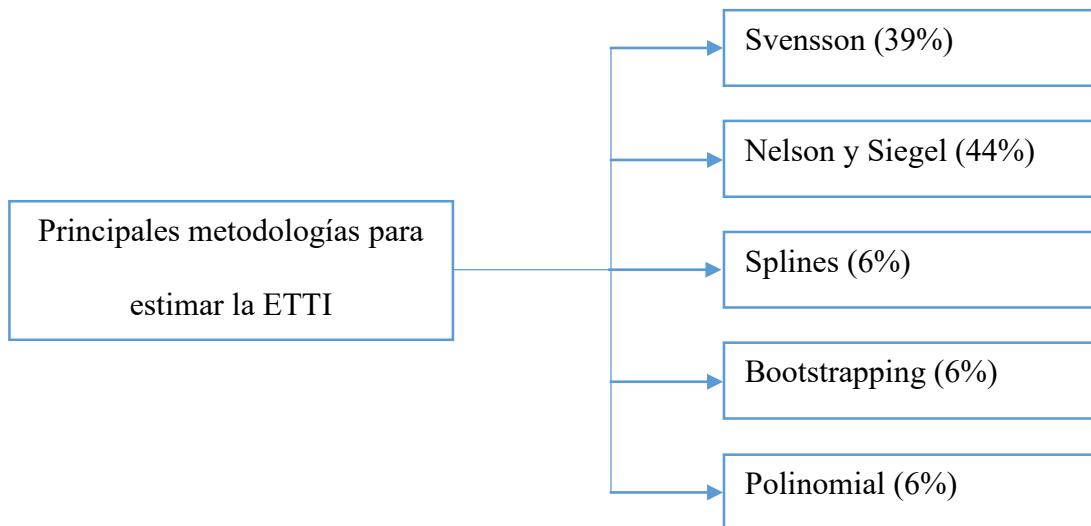 Principales metodologías para
estimar la ETTI
Svensson (39%)
Nelson y Siegel (44%)
Splines (6%)
Bootstrapping (6%)
Polinomial (6%)